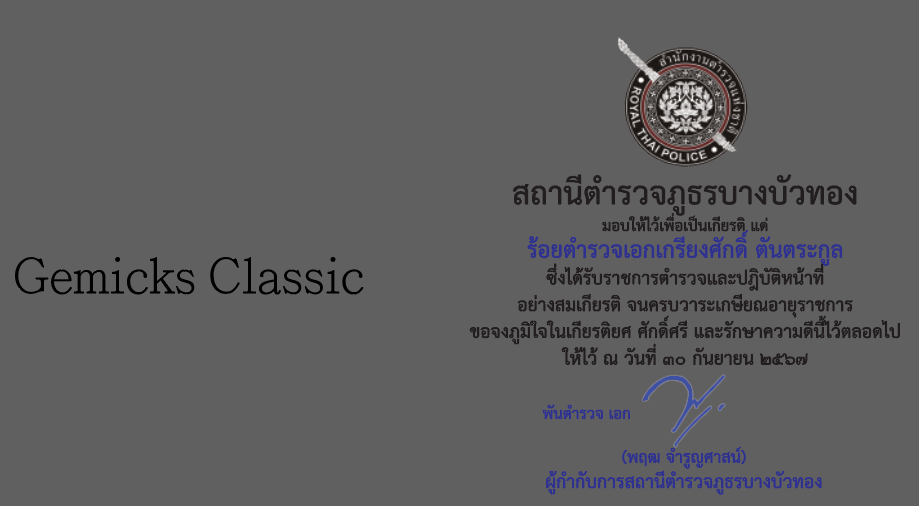 Gemicks Classic
สำนักงานตำรวจแห่งชาติ
ROYAL THAI POLICE
สถานีตำรวจภูธรบางบัวทอง
มอบให้ไว้เพื่อเป็นเกียรติ แด่
ร้อยตำรวจเอกเกรียงศักดิ์ ตันตระกูล
ซึ่งได้รับราชการตำรวจและปฎิบัติหน้าที่
อย่างสมเกียรติ จนครบวาระเกษียณอายุราชการ
ขอจงภูมิใจในเกียรติยศ ศักดิ์ศรี และรักษาความดีนี้ไว้ตลอดไป
ให้ไว้ ณ วันที่ ๓๐ กันยายน ๒๕๖๗
พันตำรวจ เอก
(พฤฒ จำรูญศาสน์)
ผู้กำกับการสถานีตำรวจภูธรบางบัวทอง